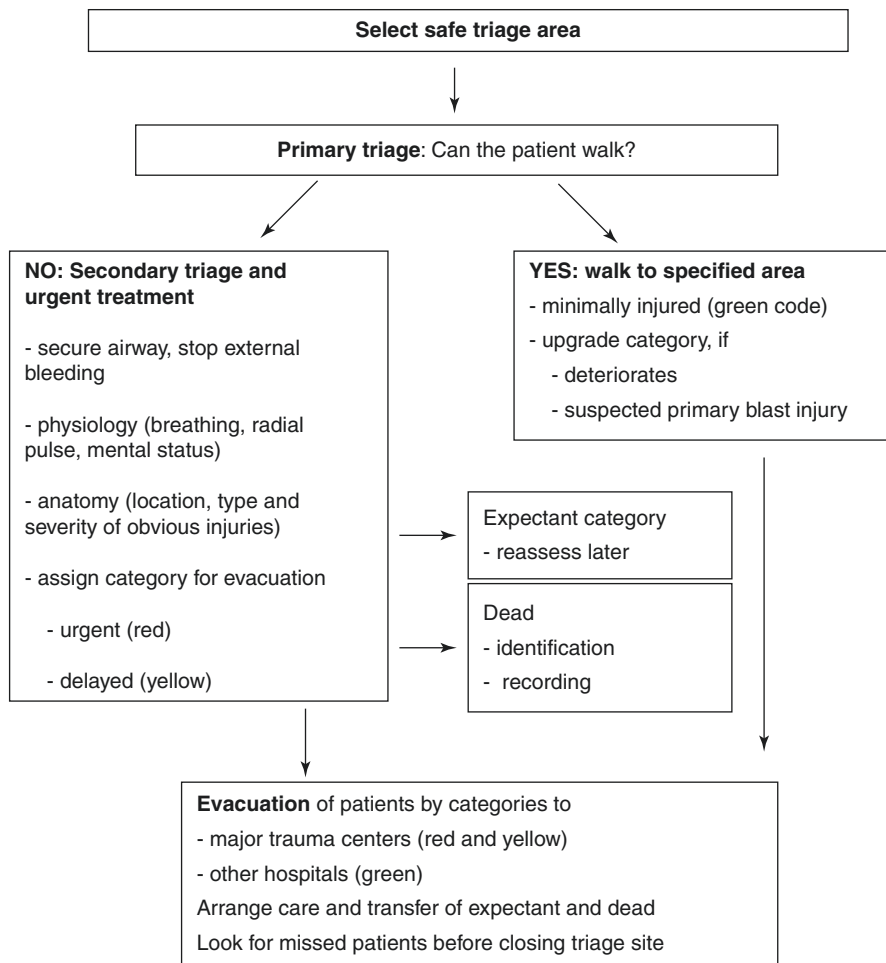 Select safe triage area
Primary triage: Can the patient walk?
NO: Secondary triage and
urgent treatment
- secure airway, stop external
bleeding
- physiology (breathing, radial
pulse, mental status)
- anatomy (location, type and
severity of obvious injuries)
- assign category for evacuation
- urgent (red)
- delayed (yellow)
YES: walk to specified area
- minimally injured (green code)
- upgrade category, if
- deteriorates
- suspected primary blast injury
Expectant category
- reassess later
Dead
- identification
- recording
Evacuation of patients by categories to
- major trauma centers (red and yellow)
- other hospitals (green)
Arrange care and transfer of expectant and dead
Look for missed patients before closing triage site